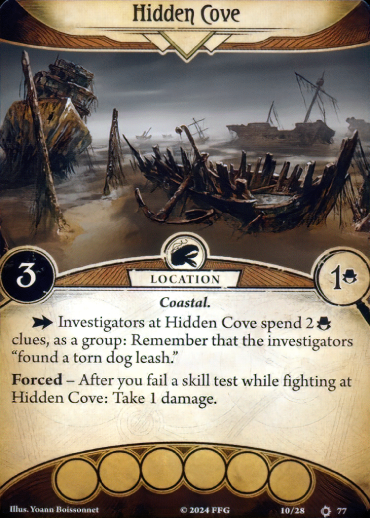 Hidden Cove
3
1
LOCATION
Coastal.
Investigators at Hidden Cove spend 2
clues, as a group: Remember that the investigators
“found a torn dog leash.”
Forced – After you fail a skill test while fighting at
Hidden Cove: Take 1 damage.
Illus. Yoann Boissonnet © 2024 FFG 10/28 77